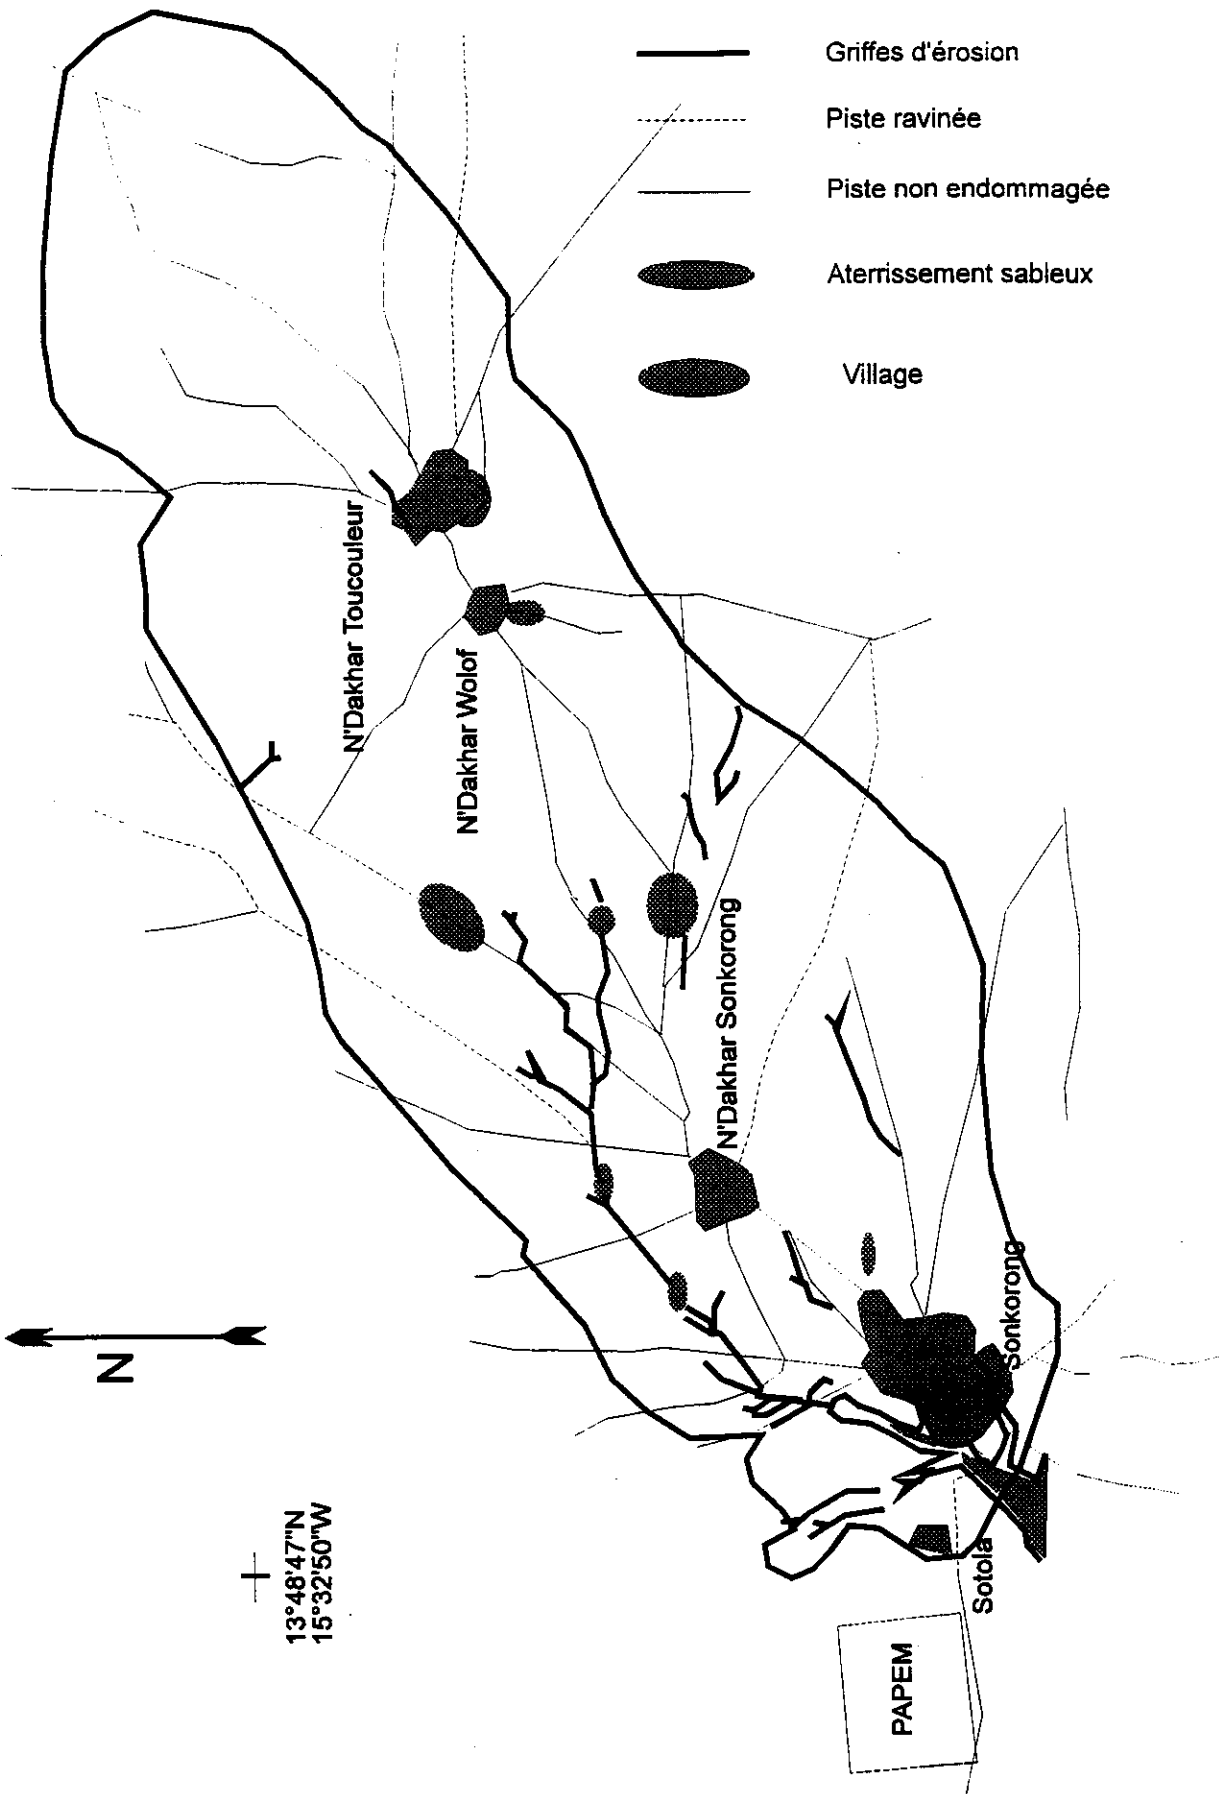 Griffes d'érosion
Piste ravinée
Piste non endommagée
Aterrissement sableux
Village
N'Dakhar Toucouleur
N'Dakhar Wolof
N'Dakhar Sonkorong
Sonkorong
Sotola
PAPEM
N
13°48'47"N
15°32'50"W